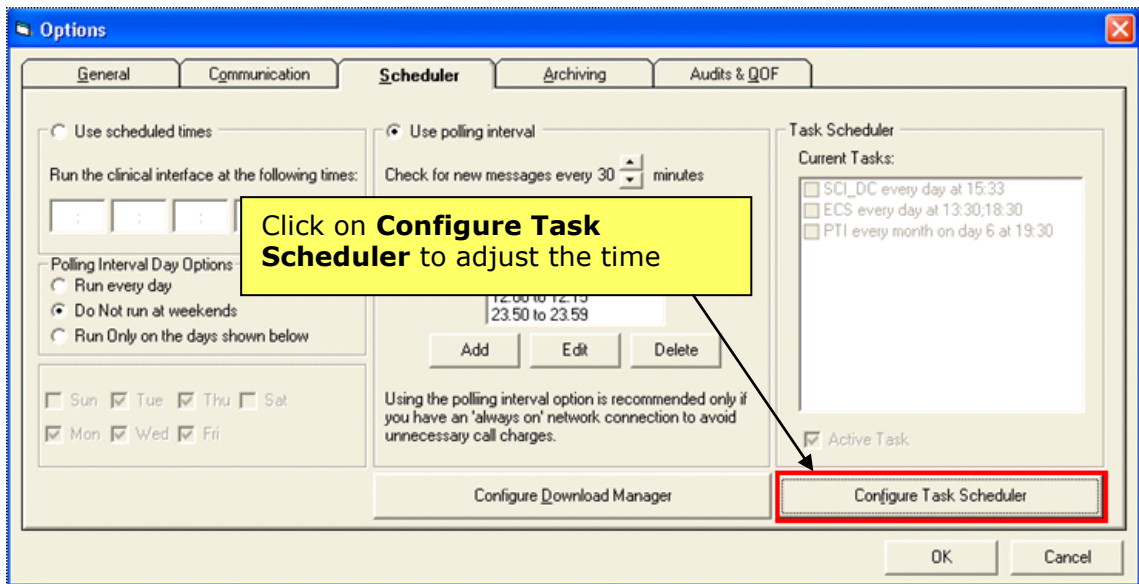 Options
General
Communication
Scheduler
Archiving
Audits & QOF
Use scheduled times
Run the clinical interface at the following times:
: : :
Polling Interval Day Options
Run every day
Do Not run at weekends
Run Only on the days shown below
Sun Tue Thu Sat
Mon Wed Fri
Use polling interval
Check for new messages every 30 minutes
Click on Configure Task
Scheduler to adjust the time
12.00 to 12.15
23.50 to 23.59
Add Edit Delete
Using the polling interval option is recommended only if
you have an 'always on' network connection to avoid
unnecessary call charges.
Configure Download Manager
Task Scheduler
Current Tasks:
SCI_DC every day at 15:33
ECS every day at 13:30;18:30
PTI every month on day 6 at 19:30
Active Task
Configure Task Scheduler
OK Cancel